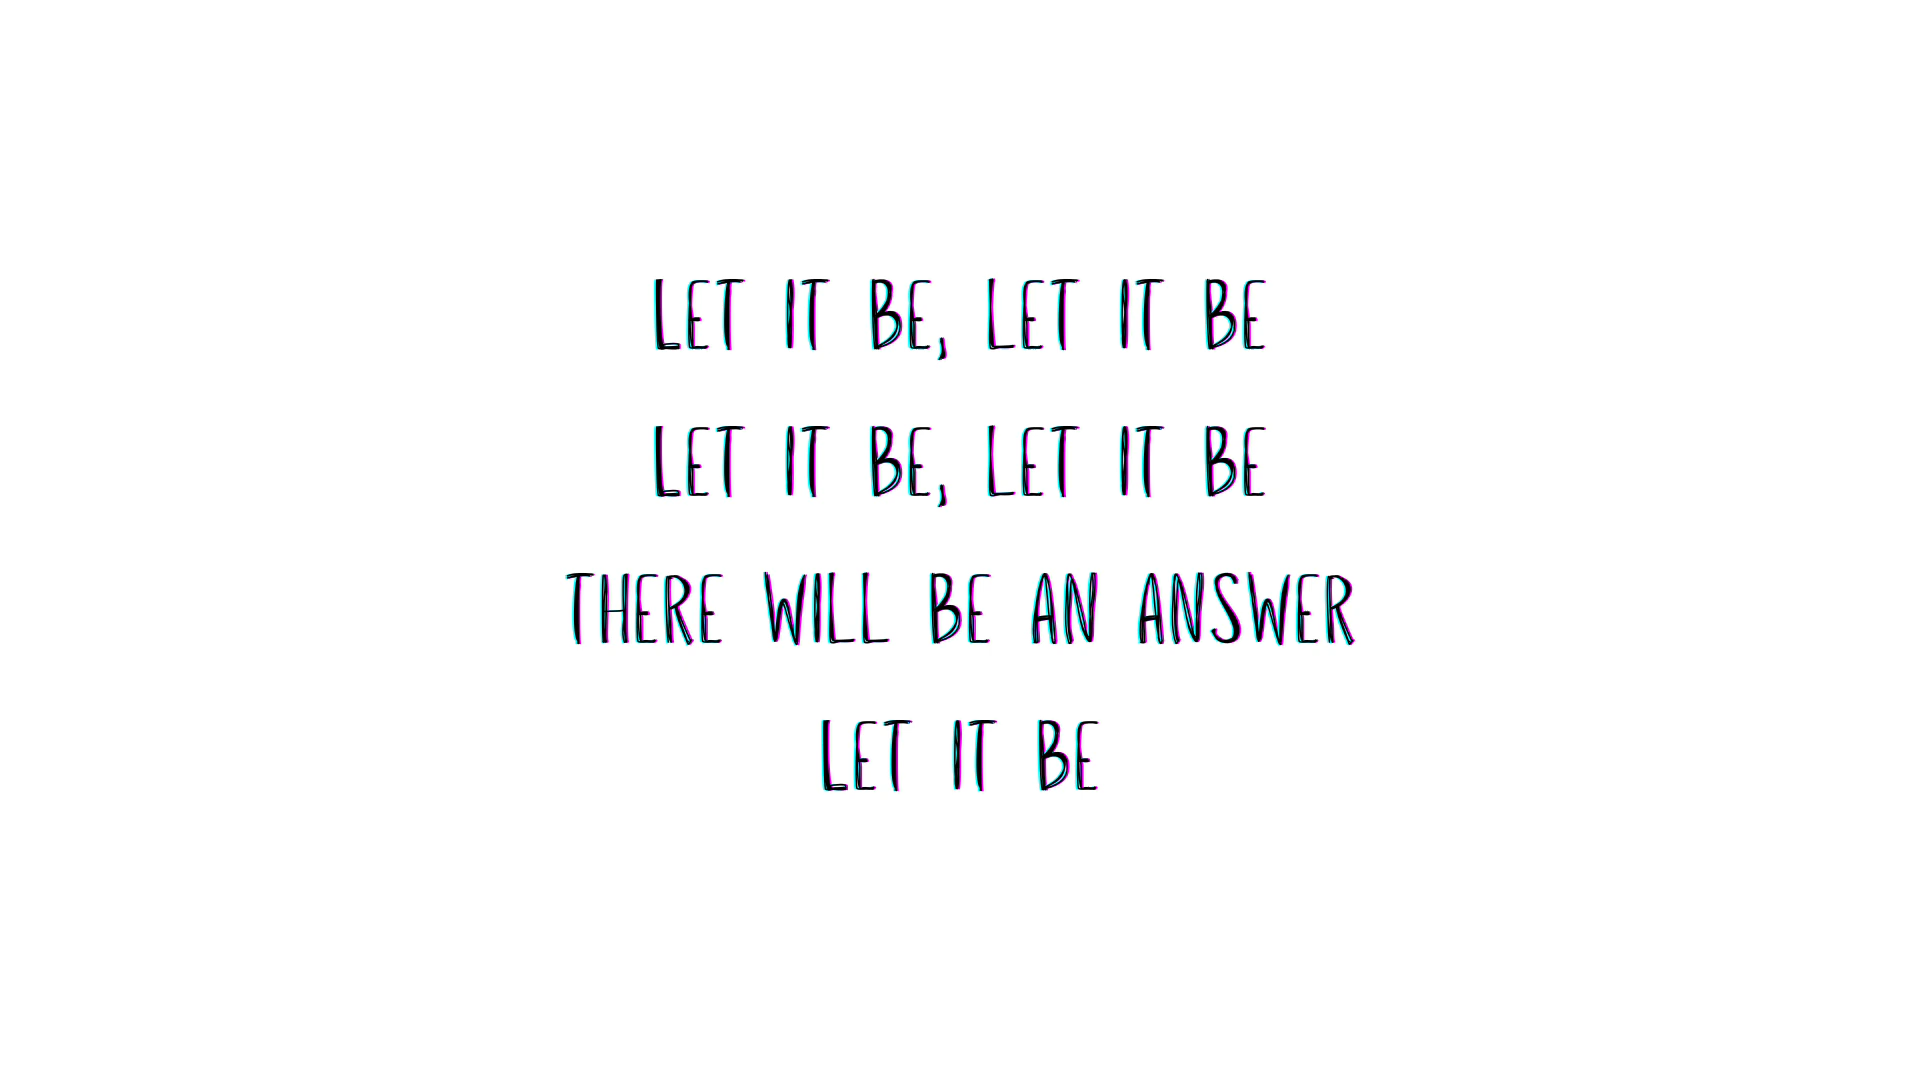 LET IT BE, LET IT BE
LET IT BE, LET IT BE
THERE WILL BE AN ANSWER
LET IT BE